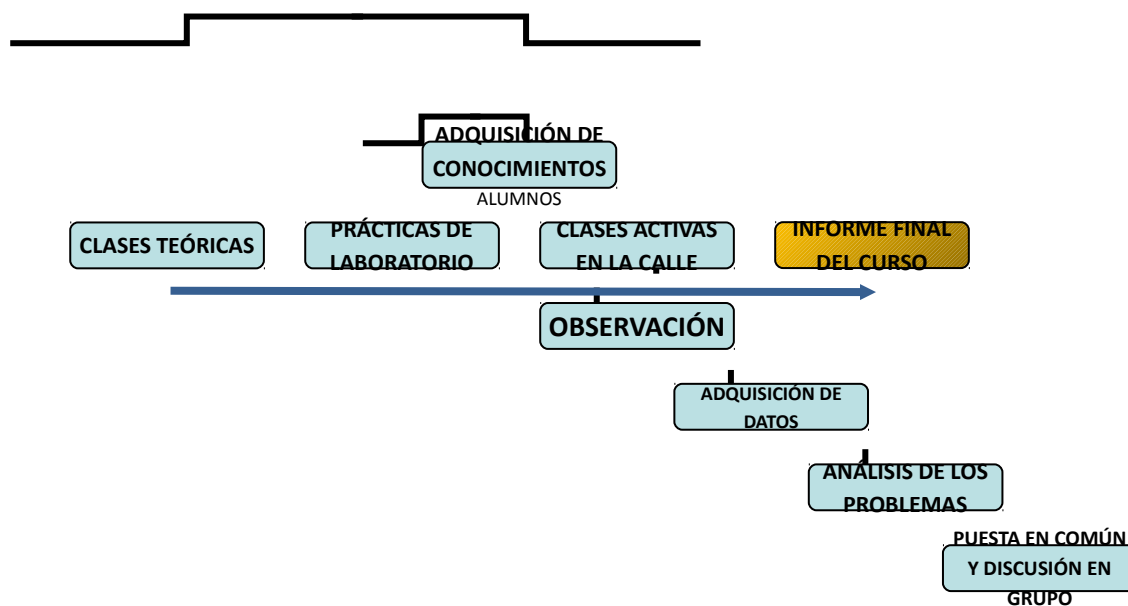 ADQUISICIÓN DE
CONOCIMIENTOS
ALUMNOS
CLASES TEÓRICAS
PRÁCTICAS DE
LABORATORIO
CLASES ACTIVAS
EN LA CALLE
INFORME FINAL
DEL CURSO
OBSERVACIÓN
ADQUISICIÓN DE
DATOS
ANÁLISIS DE LOS
PROBLEMAS
PUESTA EN COMÚN
Y DISCUSIÓN EN
GRUPO